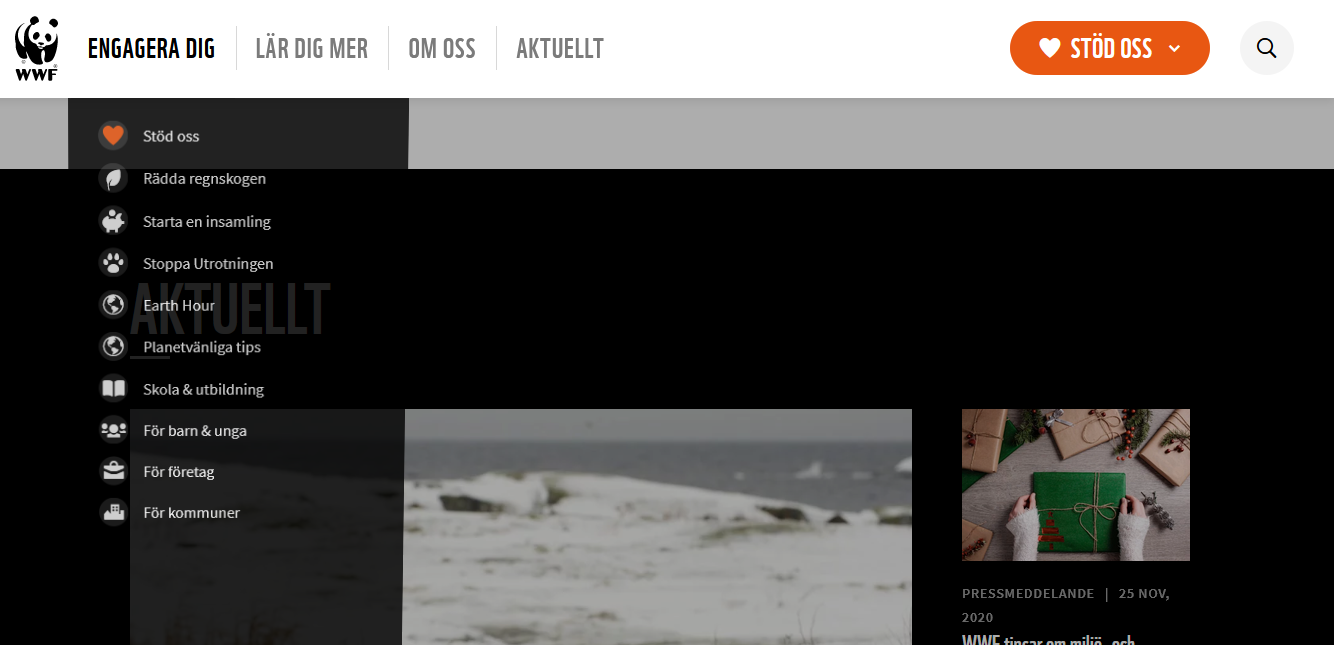 WWF
ENGAGERA DIG
LÄR DIG MER
OM OSS
AKTUELLT
STÖD OSS
Stöd oss
Rädda regnskogen
Starta en insamling
Stoppa Utrotningen
AKTUELLT
Earth Hour
Planetvänliga tips
Skola & utbildning
För barn & unga
För företag
För kommuner
PRESSMEDDELANDE | 25 NOV,
2020
WWF tipsar om miljö- och